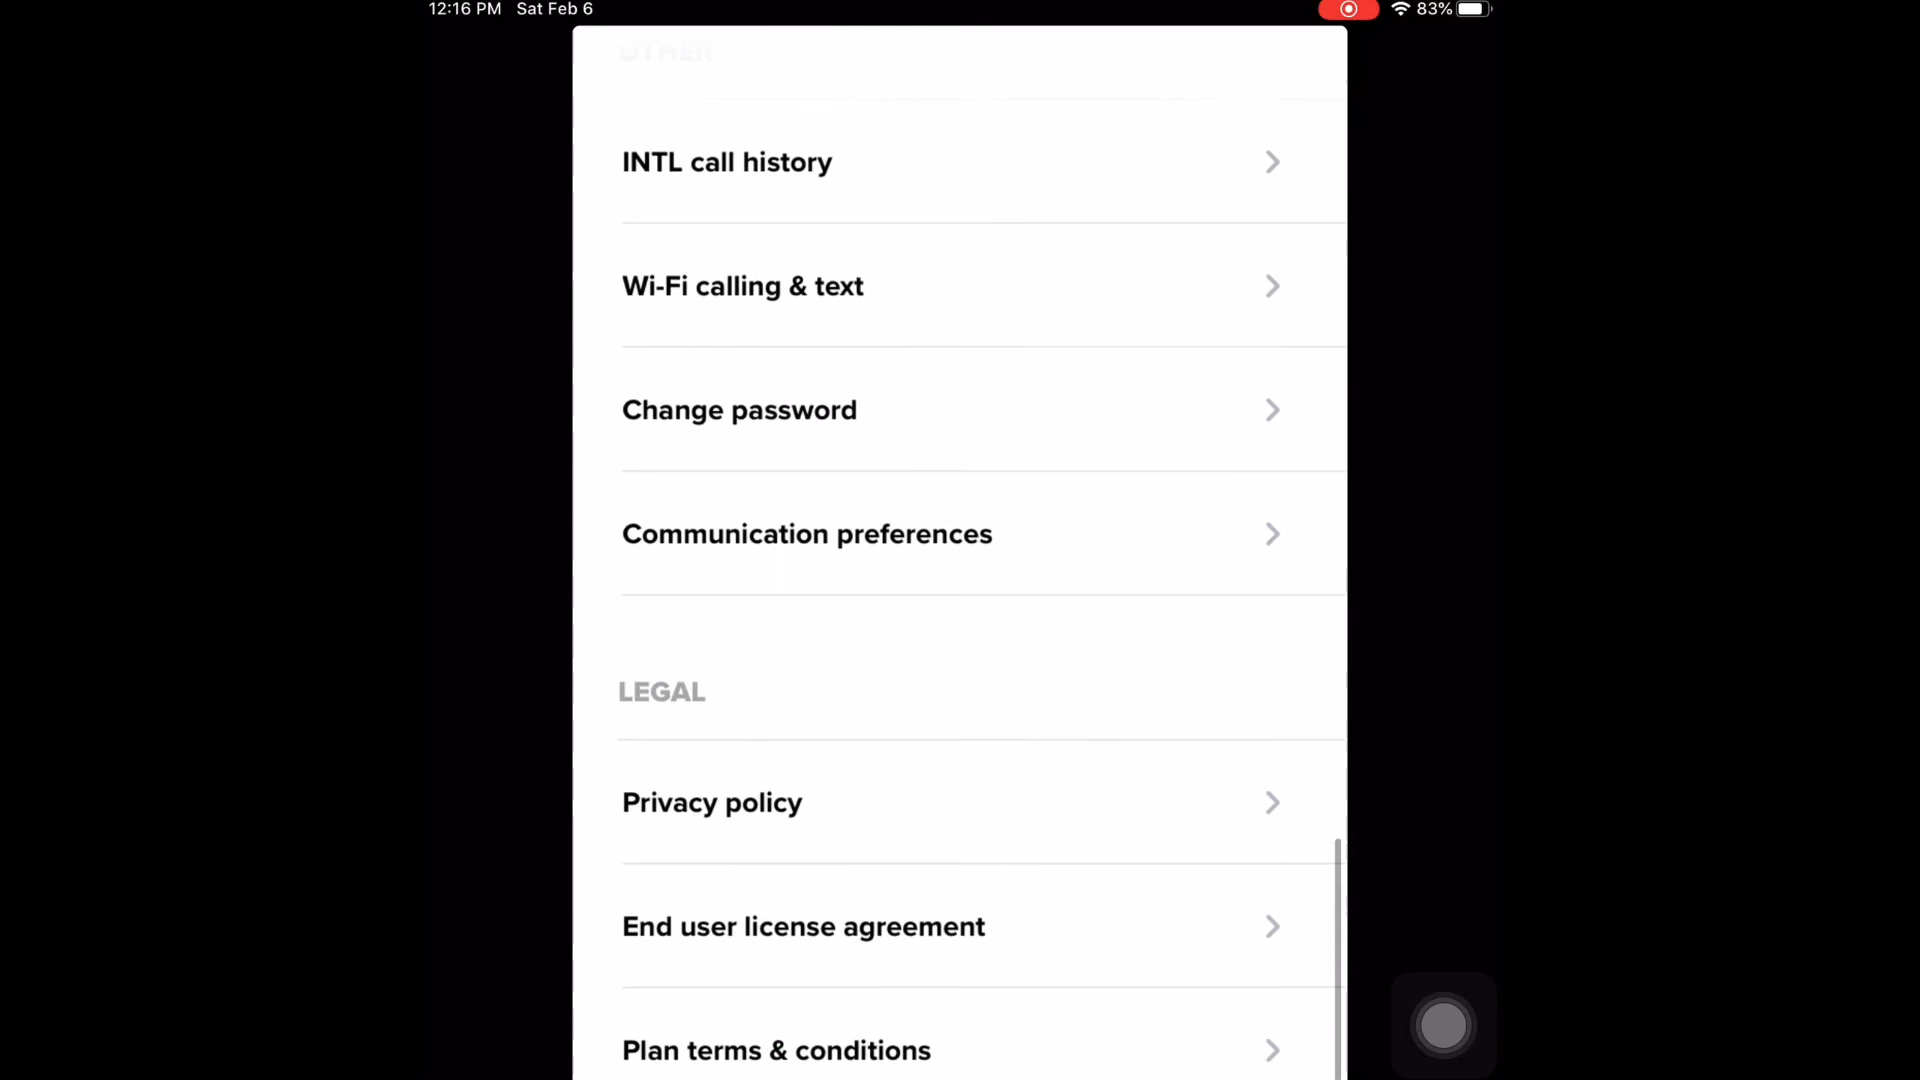 12:16 PM Sat Feb 6
83%
OTHER
INTL call history
Wi-Fi calling & text
Change password
Communication preferences
LEGAL
Privacy policy
End user license agreement
Plan terms & conditions